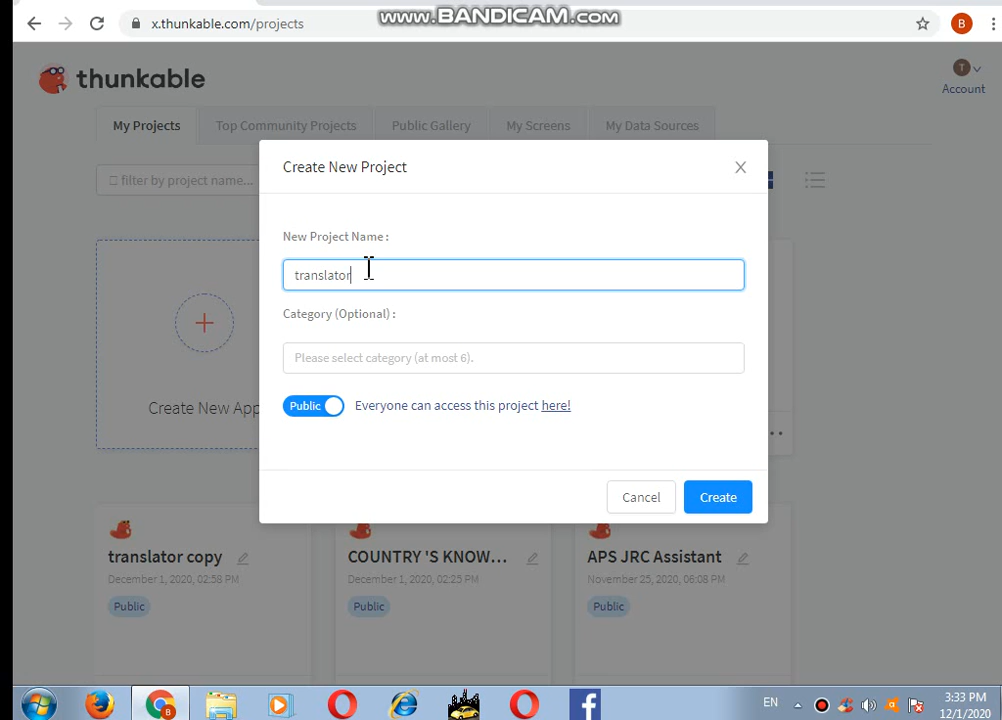 x.thunkable.com/projects
www.BANDICAM.com
B
thunkable
T
Account
My Projects
Top Community Projects
Public Gallery
My Screens
My Data Sources
filter by project name...
Create New Project
New Project Name :
translator
Category (Optional) :
Please select category (at most 6).
Public
Everyone can access this project here!
Create New App
Cancel
Create
translator copy
December 1, 2020, 02:58 PM
Public
COUNTRY 'S KNOW...
December 1, 2020, 02:25 PM
Public
APS JRC Assistant
November 25, 2020, 06:08 PM
Public
EN
3:33 PM
12/1/2020